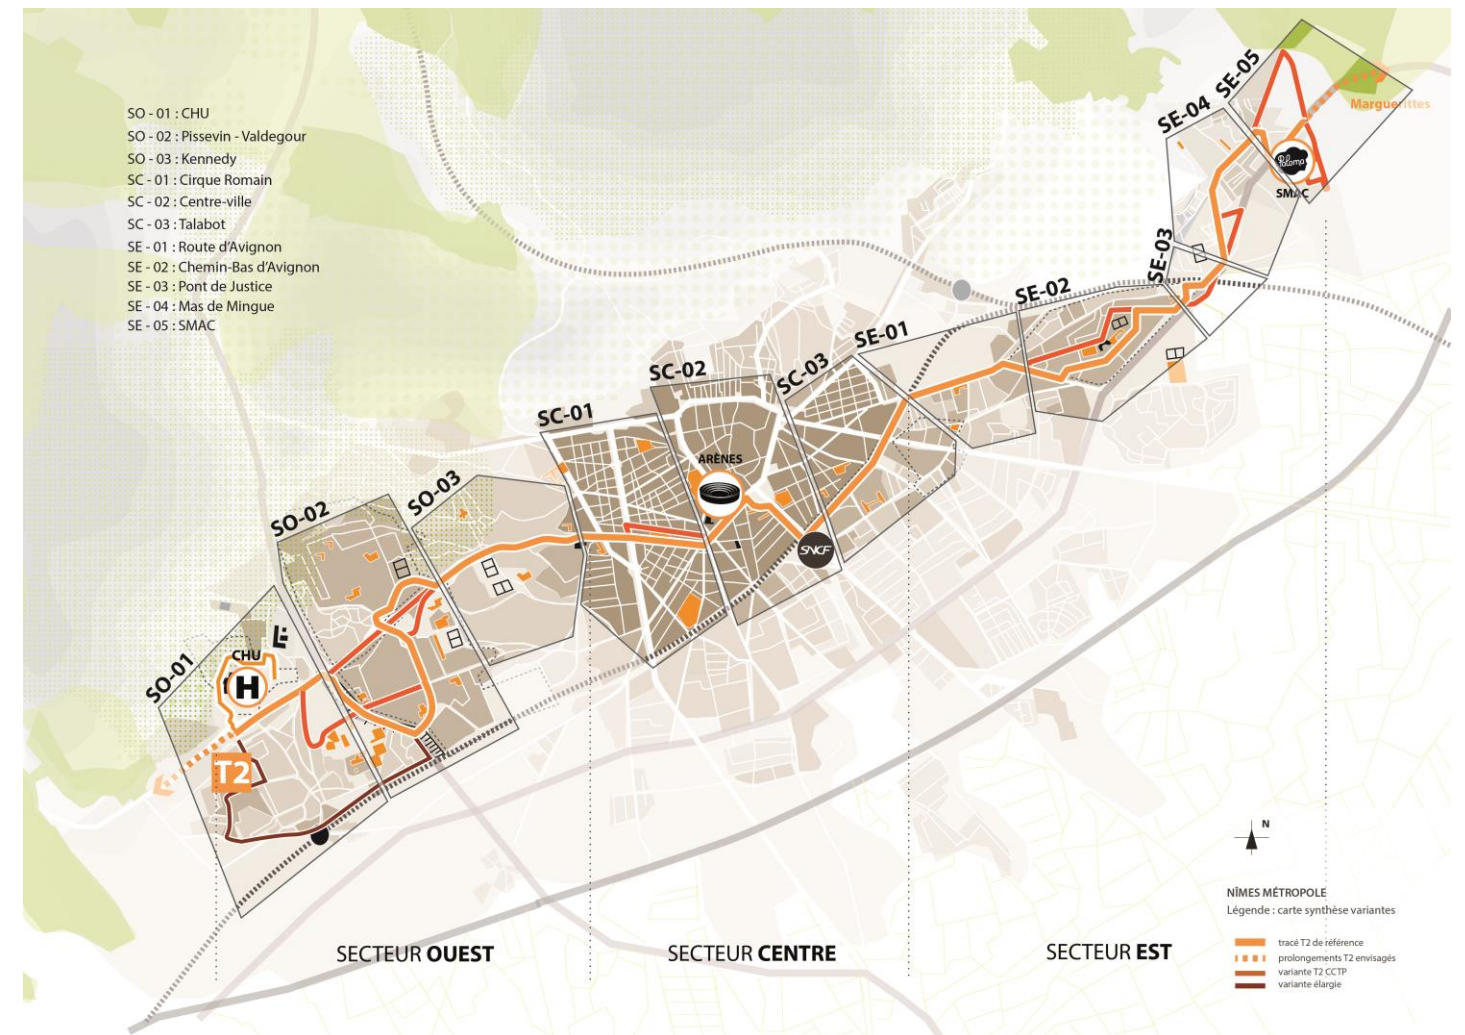 SO - 01 : CHU
SO - 02 : Pissevin - Valdegour
SO - 03 : Kennedy
SC - 01 : Cirque Romain
SC - 02 : Centre-ville
SC - 03 : Talabot
SE - 01 : Route d'Avignon
SE - 02 : Chemin-Bas d'Avignon
SE - 03 : Pont de Justice
SE - 04 : Mas de Mingue
SE - 05 : SMAC
SE-05
Marguerittes
SE-04
Paloma
SMAC
SE-03
SE-02
SE-01
SC-03
SC-02
SC-01
ARÈNES
SNCF
SO-03
SO-02
SO-01
CHU
H
T2
N
SECTEUR OUEST
SECTEUR CENTRE
SECTEUR EST
NÎMES MÉTROPOLE
Légende : carte synthèse variantes
tracé T2 de référence
prolongements T2 envisagés
variante T2 CCTP
variante élargie